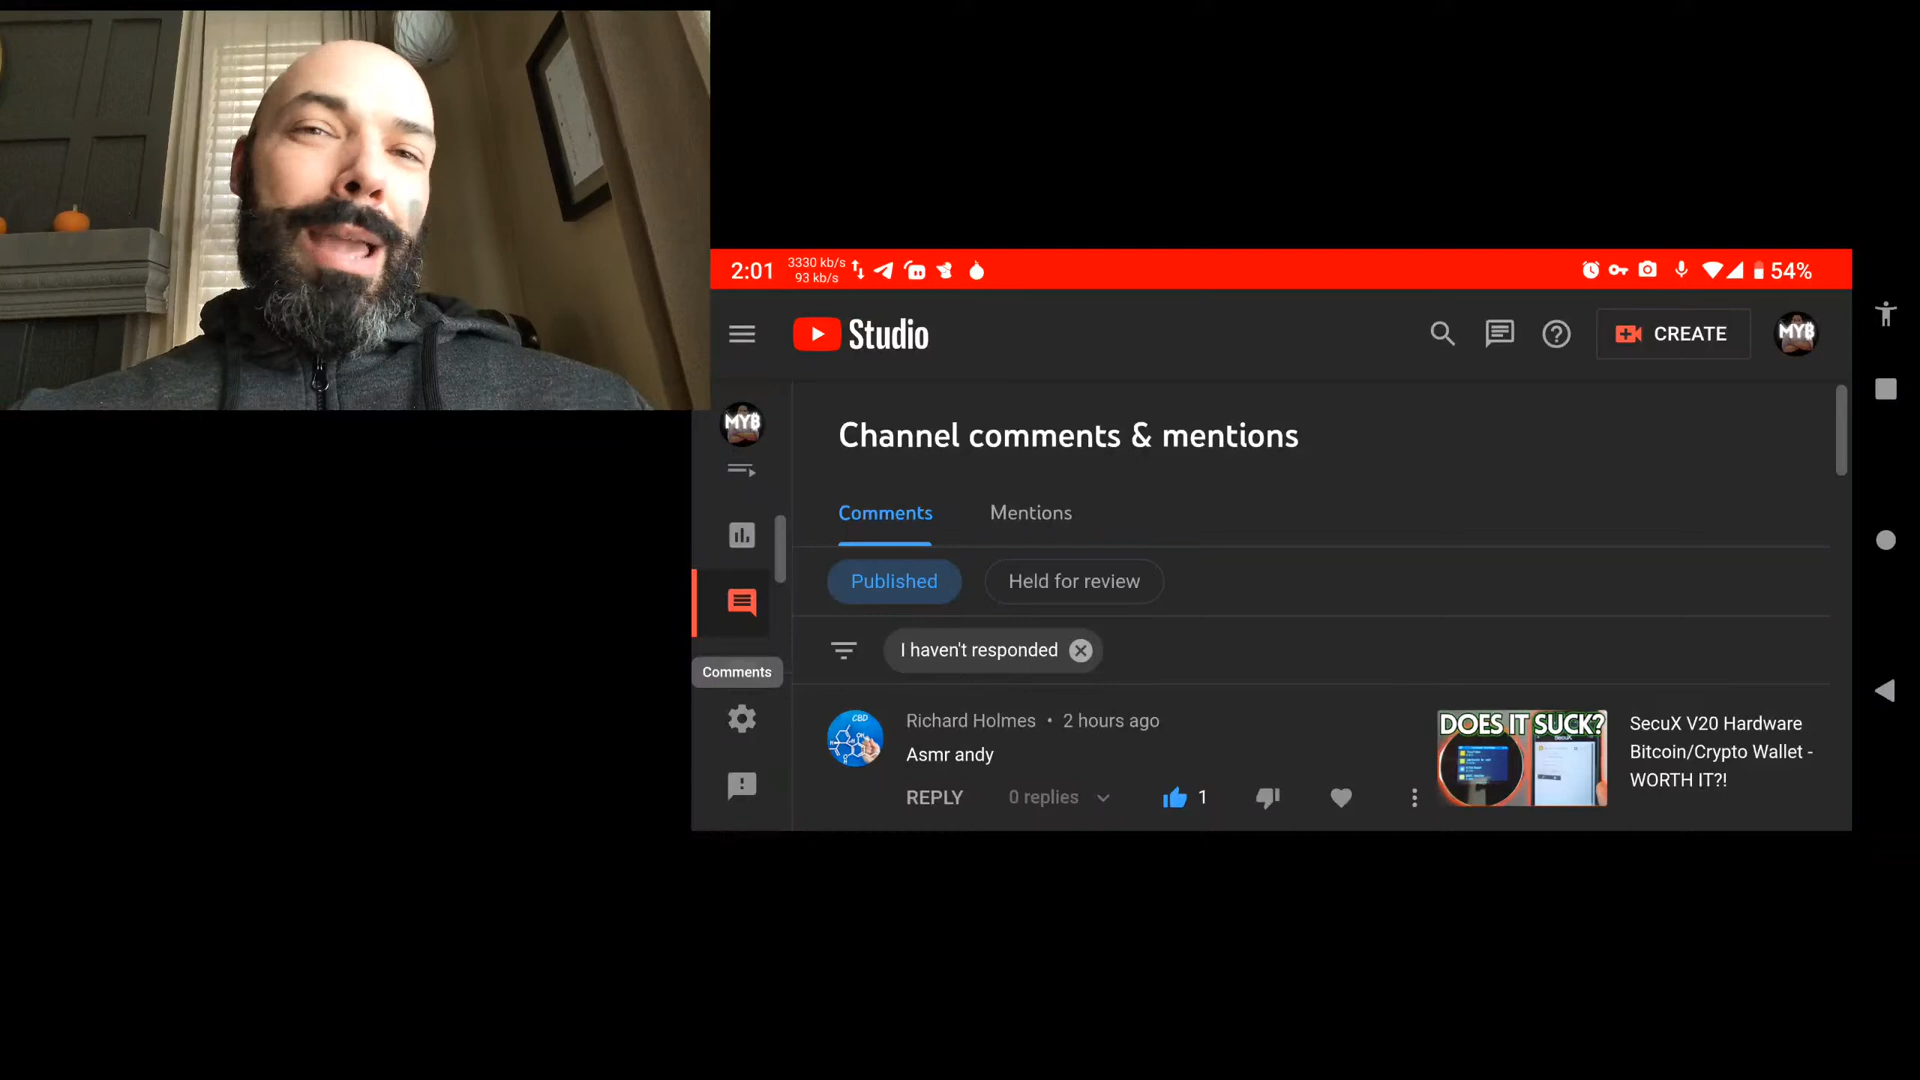 2:01
3330 kb/s
93 kb/s
54%
Studio
CREATE
MYB
MYB
Channel comments & mentions
Comments
Mentions
Published
Held for review
I haven't responded
Comments
CBD
Richard Holmes • 2 hours ago
Asmr andy
REPLY
0 replies
1
DOES IT SUCK?
SecuX V20 Hardware
Bitcoin/Crypto Wallet -
WORTH IT?!